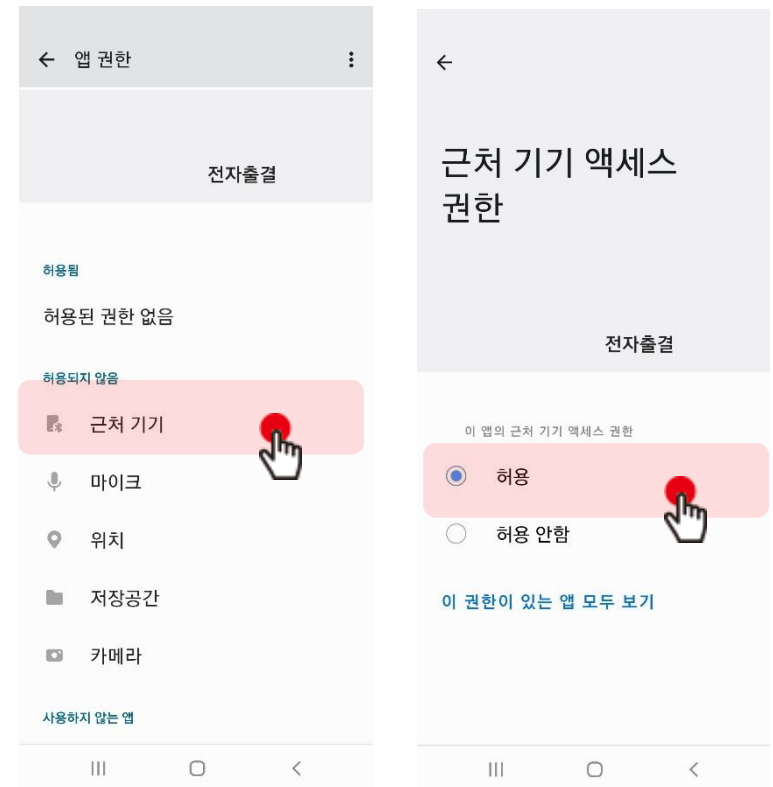 앱 권한
전자출결
허용됨
허용된 권한 없음
허용되지 않음
근처 기기
마이크
위치
저장공간
카메라
사용하지 않는 앱
근처 기기 액세스
권한
전자출결
이 앱의 근처 기기 액세스 권한
허용
허용 안함
이 권한이 있는 앱 모두 보기